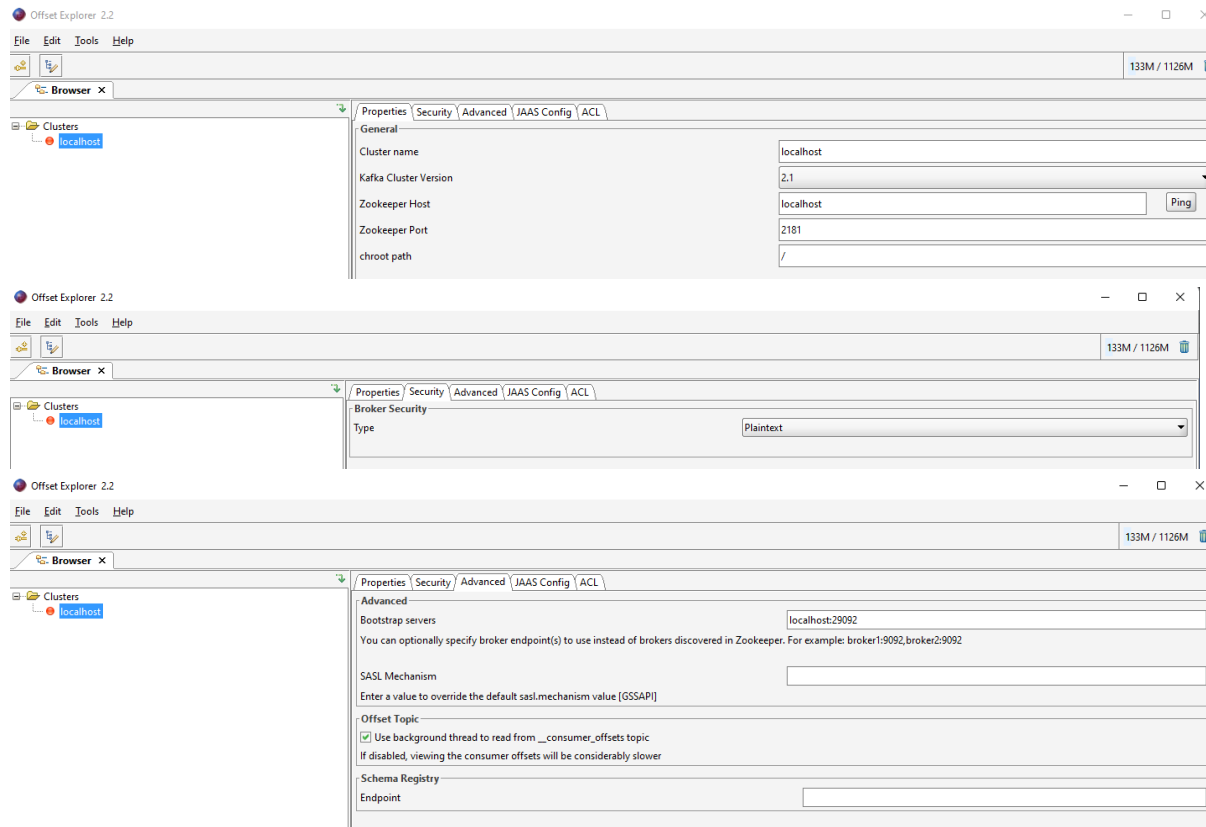 Offset Explorer 2.2
File Edit Tools Help
133M / 1126M
Browser
Properties Security Advanced JAAS Config ACL
Clusters
localhost
General
Cluster name localhost
Kafka Cluster Version 2.1
Zookeeper Host localhost Ping
Zookeeper Port 2181
chroot path /
Offset Explorer 2.2
File Edit Tools Help
133M / 1126M
Browser
Properties Security Advanced JAAS Config ACL
Clusters
localhost
Broker Security
Type Plaintext
Offset Explorer 2.2
File Edit Tools Help
133M / 1126M
Browser
Properties Security Advanced JAAS Config ACL
Clusters
localhost
Advanced
Bootstrap servers localhost:29092
You can optionally specify broker endpoint(s) to use instead of brokers discovered in Zookeeper. For example: broker1:9092,broker2:9092
SASL Mechanism
Enter a value to override the default sasl.mechanism value [GSSAPI]
Offset Topic
Use background thread to read from __consumer_offsets topic
If disabled, viewing the consumer offsets will be considerably slower
Schema Registry
Endpoint